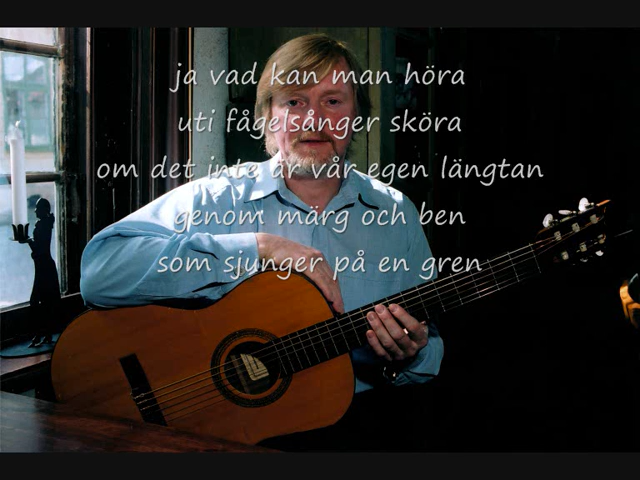 ja vad kan man höra
uti fågelsånger sköra
om det inte är vår egen längtan
genom märg och ben
som sjunger på en gren